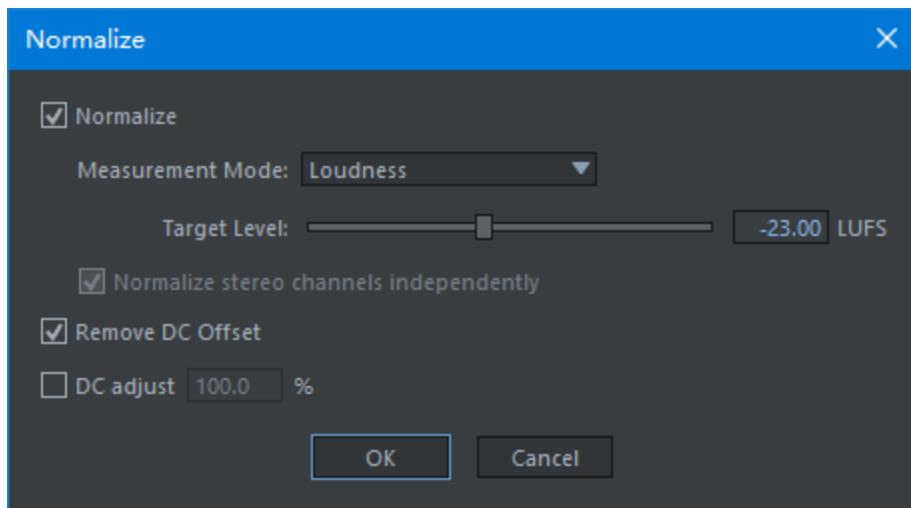 Normalize
Normalize
Measurement Mode: Loudness
Target Level: -23.00 LUFS
Normalize stereo channels independently
Remove DC Offset
DC adjust 100.0 %
OK Cancel